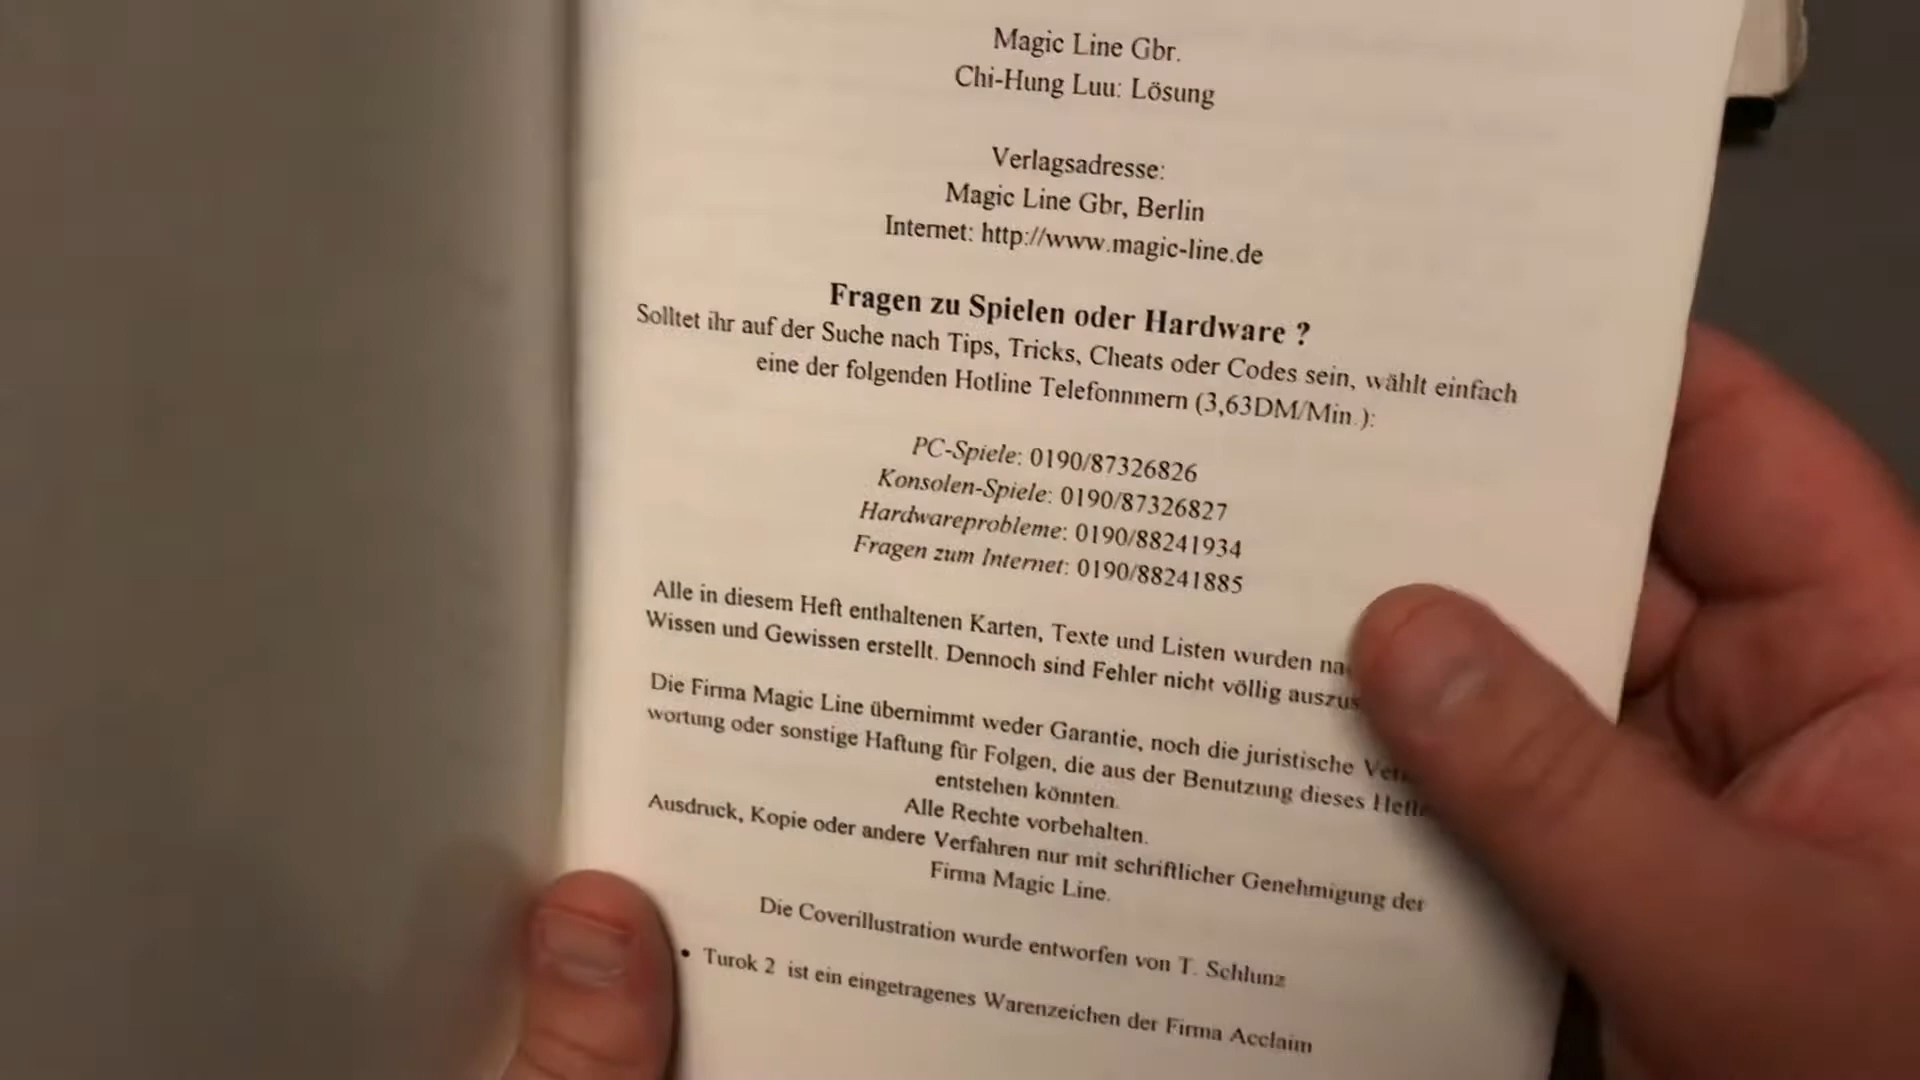 Magic Line Gbr.
Chi-Hung Luu: Lösung
Verlagsadresse:
Magic Line Gbr, Berlin
Internet: http://www.magic-line.de
Fragen zu Spielen oder Hardware ?
Solltet ihr auf der Suche nach Tips, Tricks, Cheats oder Codes sein, wählt einfach
eine der folgenden Hotline Telefonnmern (3,63DM/Min.):
PC-Spiele: 0190/87326826
Konsolen-Spiele: 0190/87326827
Hardwareprobleme: 0190/88241934
Fragen zum Internet: 0190/88241885
Alle in diesem Heft enthaltenen Karten, Texte und Listen wurden
Wissen und Gewissen erstellt. Dennoch sind Fehler nicht völlig
Die Firma Magic Line übernimmt weder Garantie, noch die juristische
wortung oder sonstige Haftung für Folgen, die aus der Benutzung dieses
entstehen könnten.
Alle Rechte vorbehalten.
Ausdruck, Kopie oder andere Verfahren nur mit schriftlicher Genehmigung der
Firma Magic Line.
Die Coverillustration wurde entworfen von T. Schlunz
• Turok 2 ist ein eingetragenes Warenzeichen der Firma Acclaim